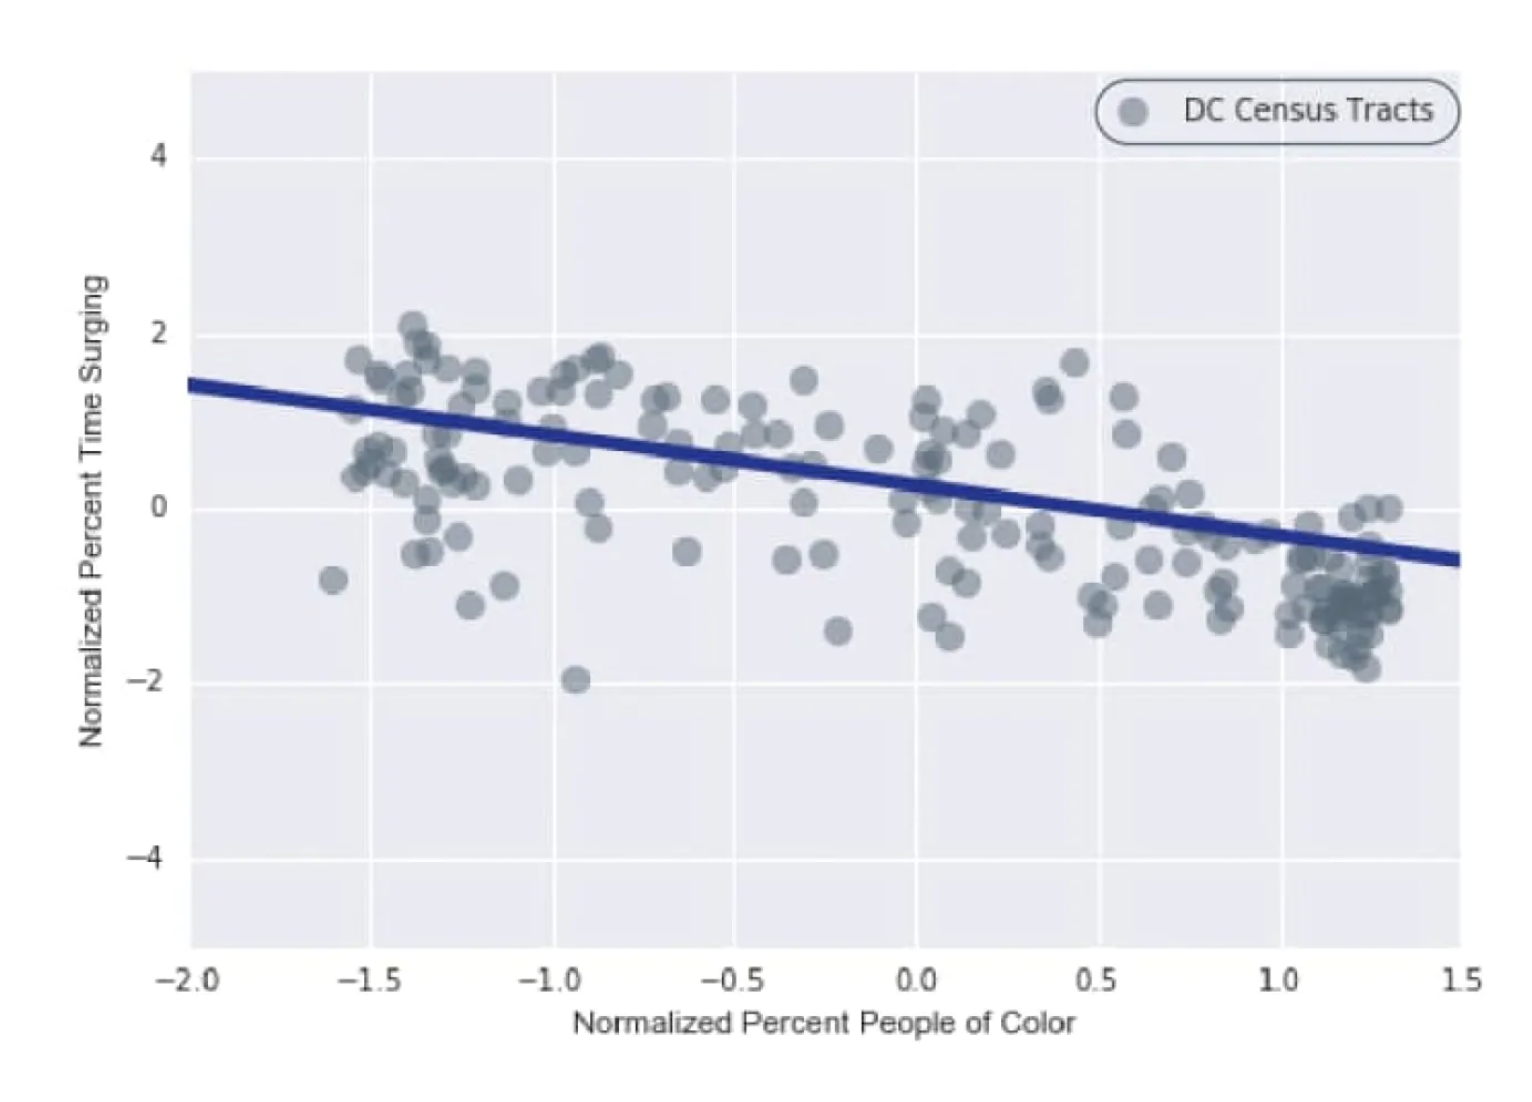 DC Census Tracts
4
2
0
−2
−4
Normalized Percent Time Surging
−2.0 −1.5 −1.0 −0.5 0.0 0.5 1.0 1.5
Normalized Percent People of Color